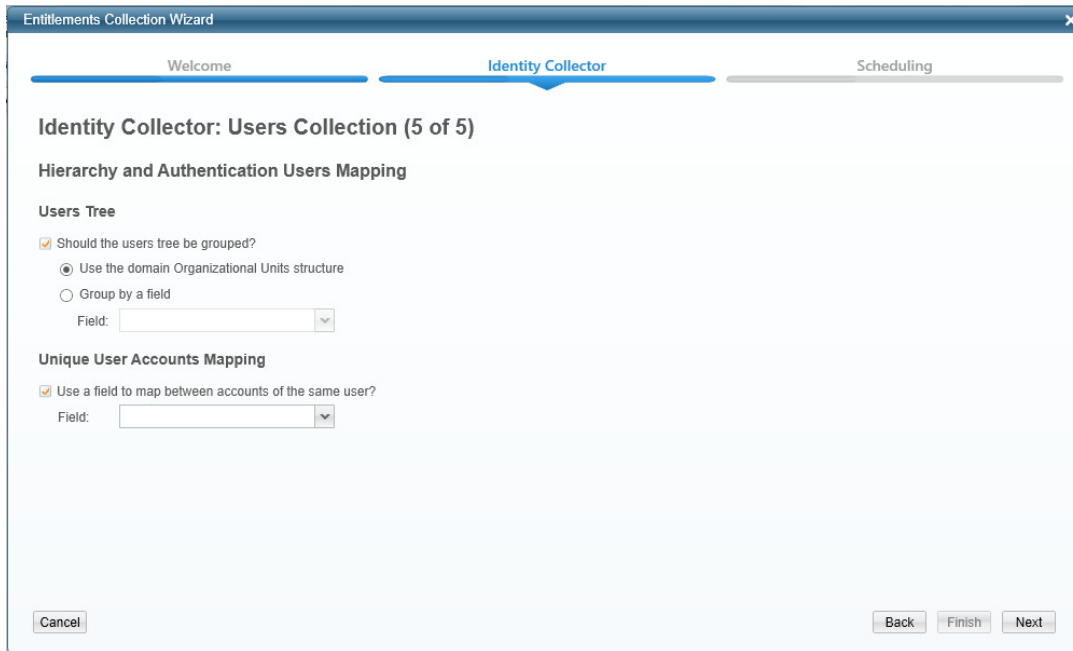 Entitlements Collection Wizard
Welcome Identity Collector Scheduling
Identity Collector: Users Collection (5 of 5)
Hierarchy and Authentication Users Mapping
Users Tree
Should the users tree be grouped?
Use the domain Organizational Units structure
Group by a field
Field:
Unique User Accounts Mapping
Use a field to map between accounts of the same user?
Field:
Cancel Back Finish Next